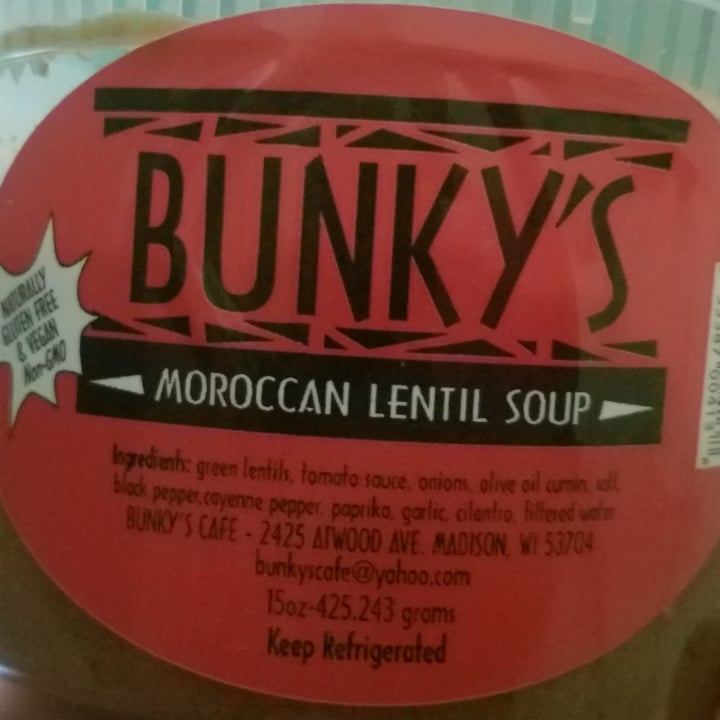 BUNKY'S
NATURALLY
GLUTEN FREE
& VEGAN
Non-GMO
MOROCCAN LENTIL SOUP
Ingredients: green lentils, tomato sauce, onions, olive oil cumin, salt,
black pepper, cayenne pepper, paprika, garlic, cilantro, filtered water
BUNKY'S CAFE - 2425 ATWOOD AVE. MADISON, WI 53704
bunkyscafe@yahoo.com
15oz-425.243 grams
Keep Refrigerated